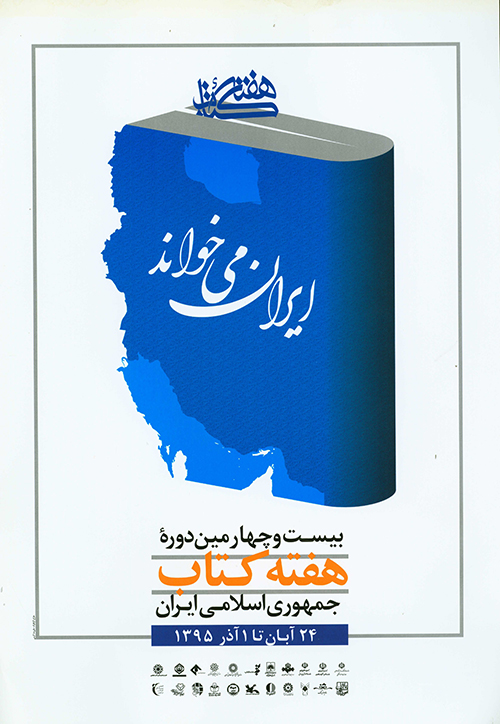 هفتهٔ کتاب
ایران می‌خواند
بیست و چهارمین دورهٔ
هفته کتاب
جمهوری اسلامی ایران
۲۴ آبان تا ۱ آذر ۱۳۹۵